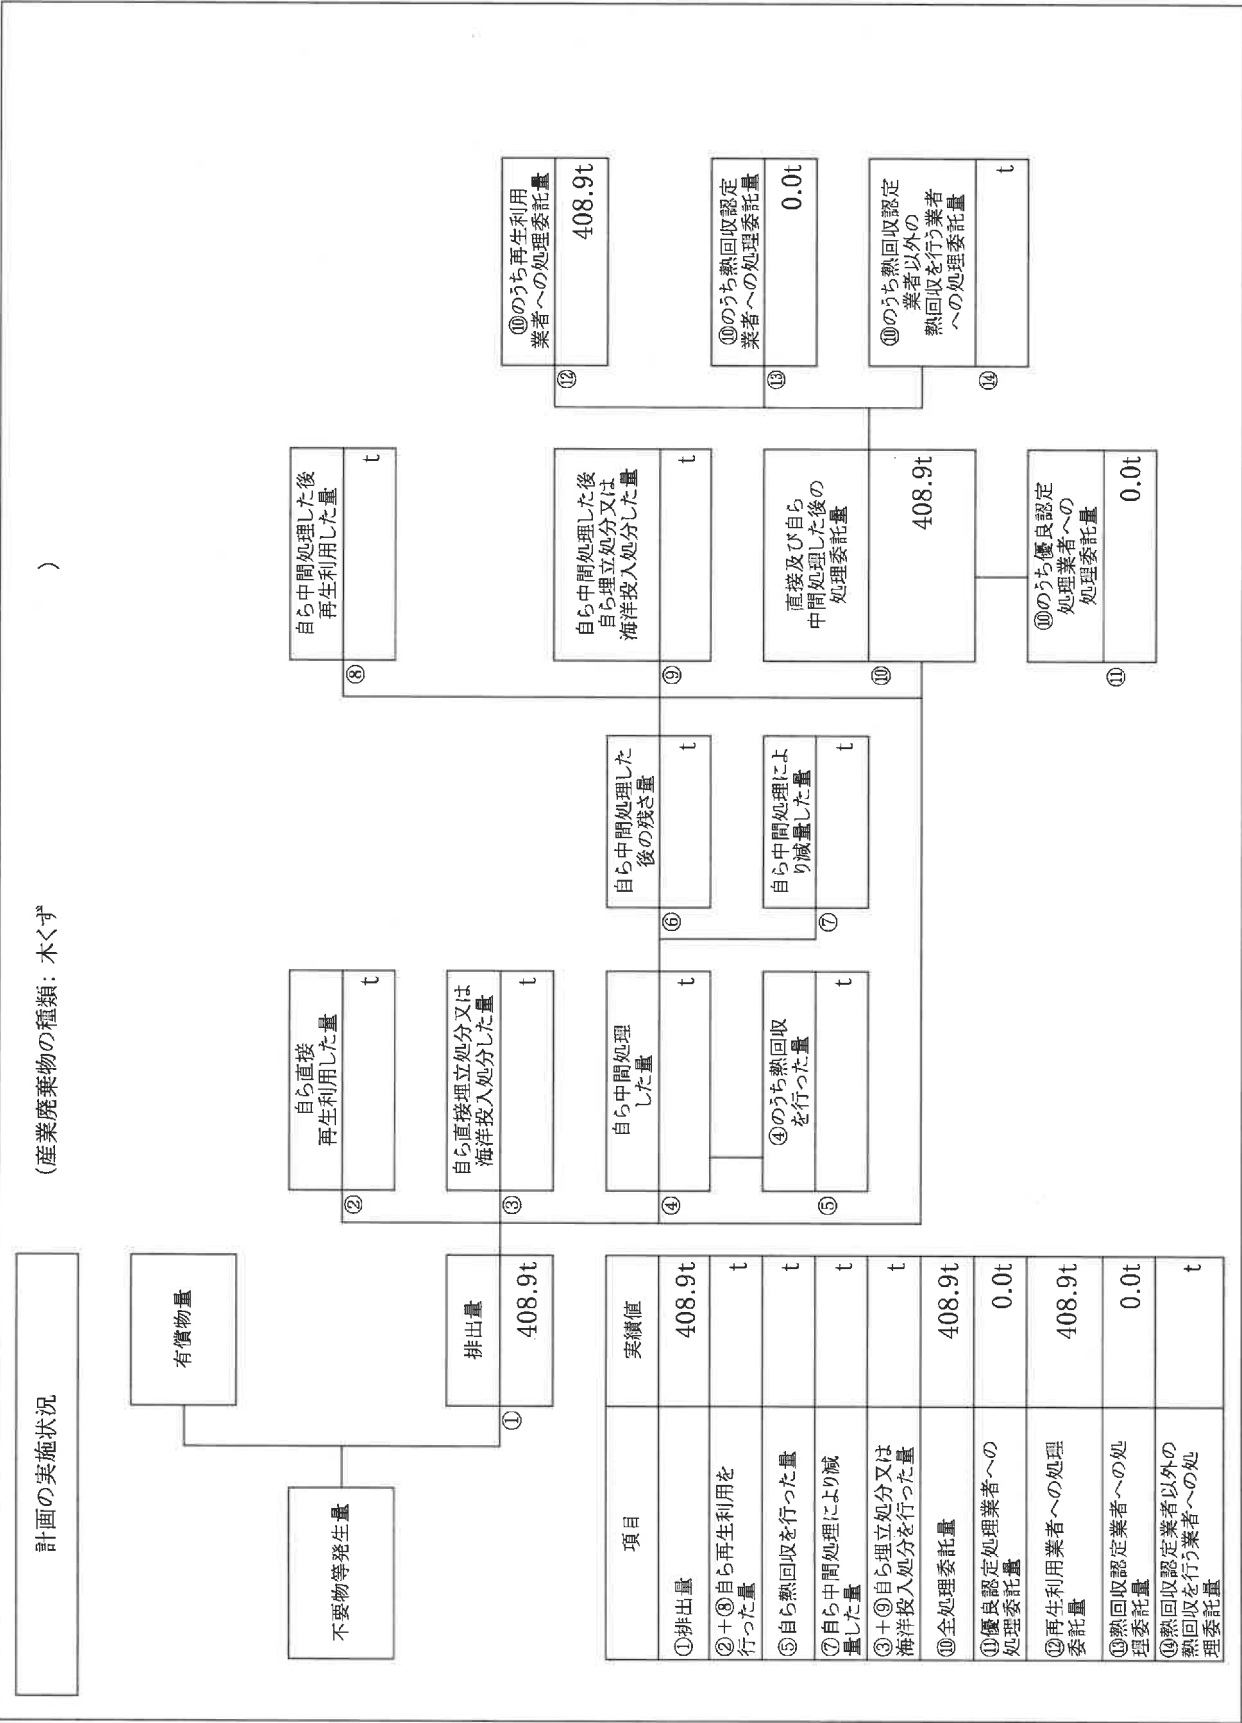 計画の実施状況
(産業廃棄物の種類：木くず
)
有償物量
不要物等発生量
排出量
①
408.9t
自ら直接
再生利用した量
②
t
自ら直接埋立処分又は
海洋投入処分した量
③
t
自ら中間処理
した量
④
t
④のうち熱回収
を行った量
⑤
t
自ら中間処理した
後の残さ量
⑥
t
自ら中間処理によ
り減量した量
⑦
t
自ら中間処理した後
再生利用した量
⑧
t
自ら中間処理した後
自ら埋立処分又は
海洋投入処分した量
⑨
t
直接及び自ら
中間処理した後の
処理委託量
⑩
408.9t
⑩のうち優良認定
処理業者への
処理委託量
⑪
0.0t
⑩のうち再生利用
業者への処理委託量
⑫
408.9t
⑩のうち熱回収認定
業者への処理委託量
⑬
0.0t
⑩のうち熱回収認定
業者以外の
熱回収を行う業者
への処理委託量
⑭
t
項目
実績値
①排出量
408.9t
②+⑧自ら再生利用を
行った量
t
⑤自ら熱回収を行った量
t
⑦自ら中間処理により減
量した量
t
③+⑨自ら埋立処分又は
海洋投入処分を行った量
t
⑩全処理委託量
408.9t
⑪優良認定処理業者への
処理委託量
0.0t
⑫再生利用業者への処理
委託量
408.9t
⑬熱回収認定業者への処
理委託量
0.0t
⑭熱回収認定業者以外の
熱回収を行う業者への処
理委託量
t